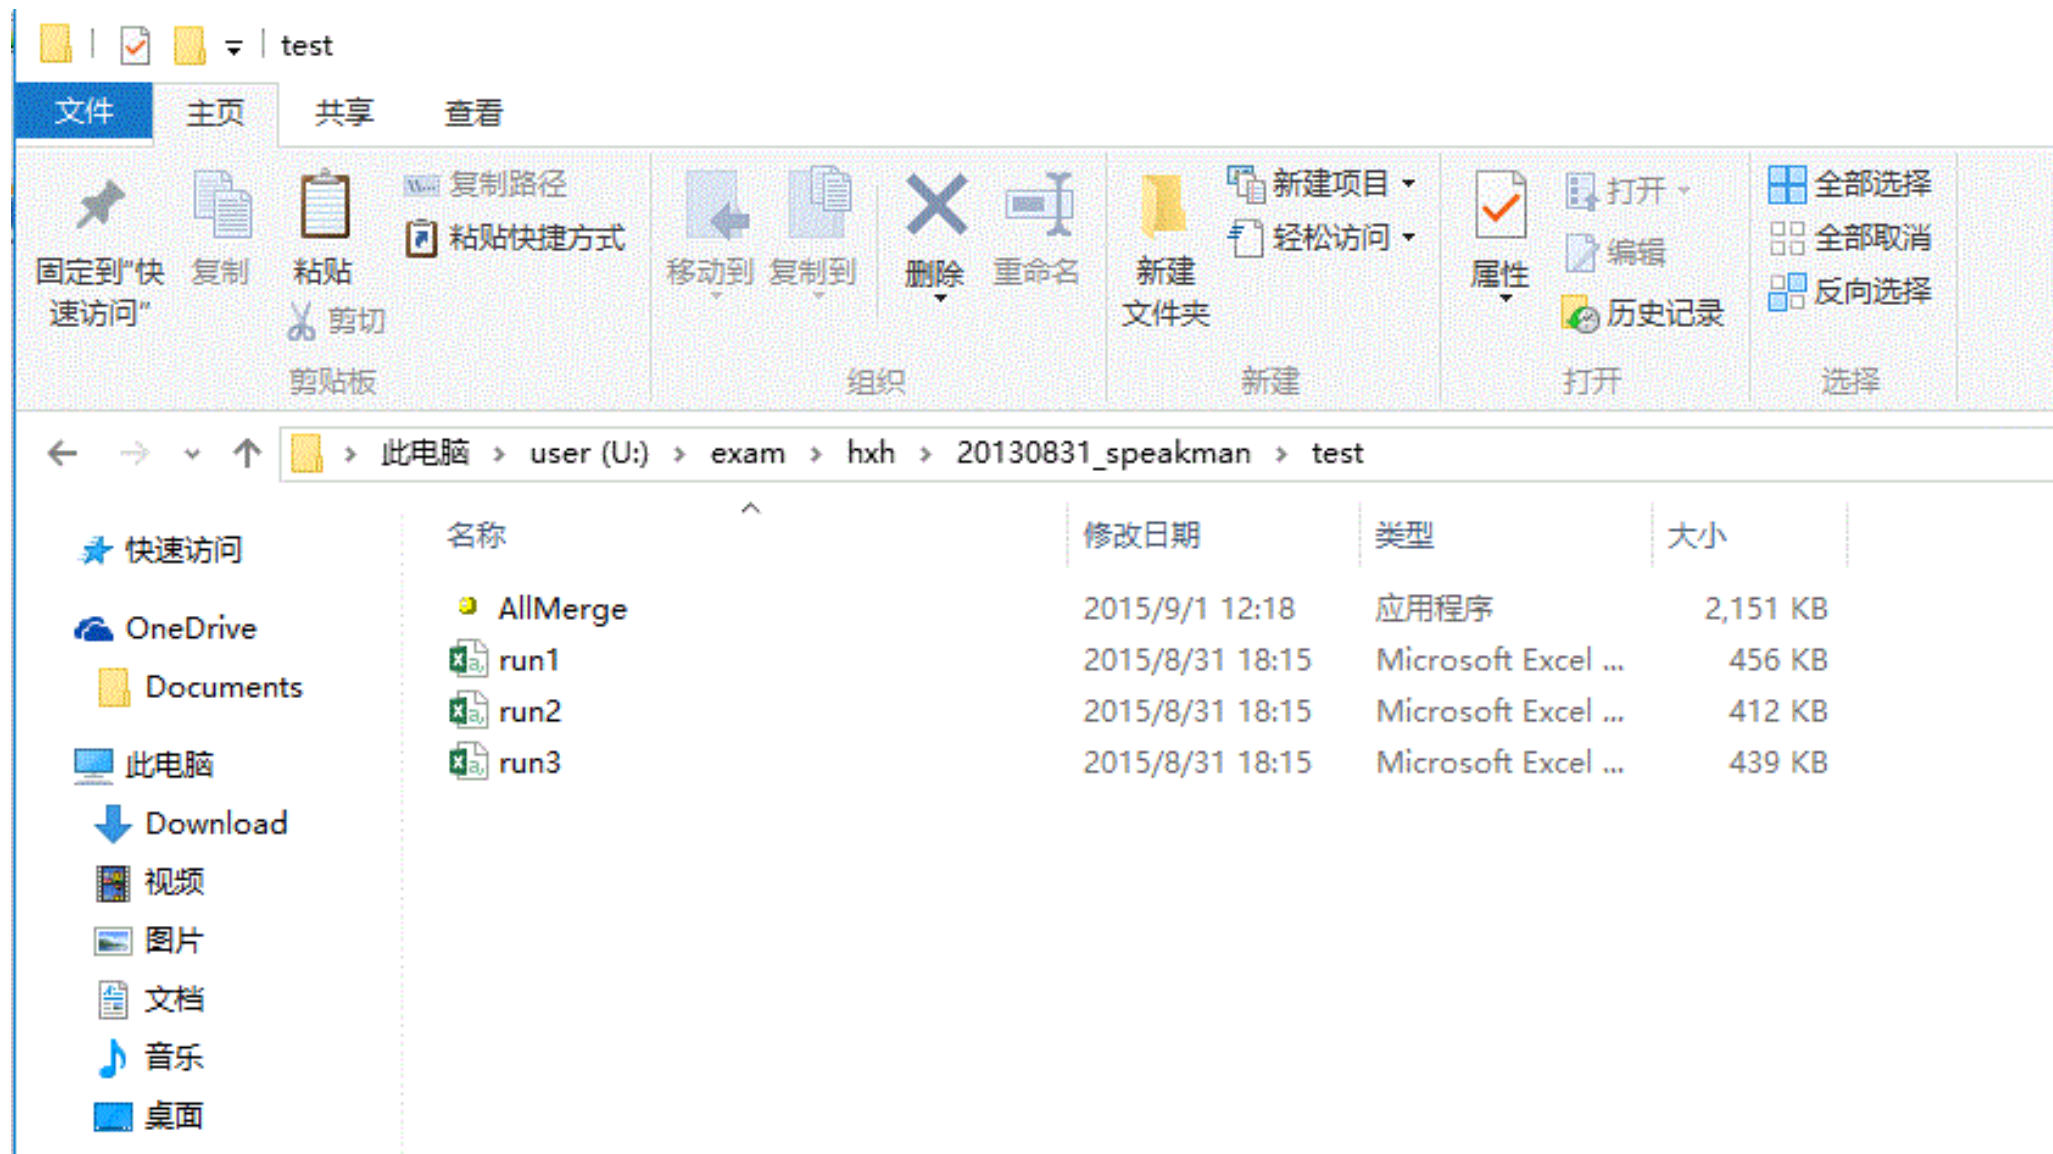 test
文件 主页 共享 查看
固定到“快速访问”
复制
粘贴
复制路径
粘贴快捷方式
剪切
剪贴板
移动到
复制到
删除
重命名
组织
新建文件夹
新建项目
轻松访问
新建
属性
打开
编辑
历史记录
打开
全部选择
全部取消
反向选择
选择
此电脑 > user (U:) > exam > hxh > 20130831_speakman > test
快速访问
OneDrive
Documents
此电脑
Download
视频
图片
文档
音乐
桌面
名称 修改日期 类型 大小
AllMerge 2015/9/1 12:18 应用程序 2,151 KB
run1 2015/8/31 18:15 Microsoft Excel ... 456 KB
run2 2015/8/31 18:15 Microsoft Excel ... 412 KB
run3 2015/8/31 18:15 Microsoft Excel ... 439 KB